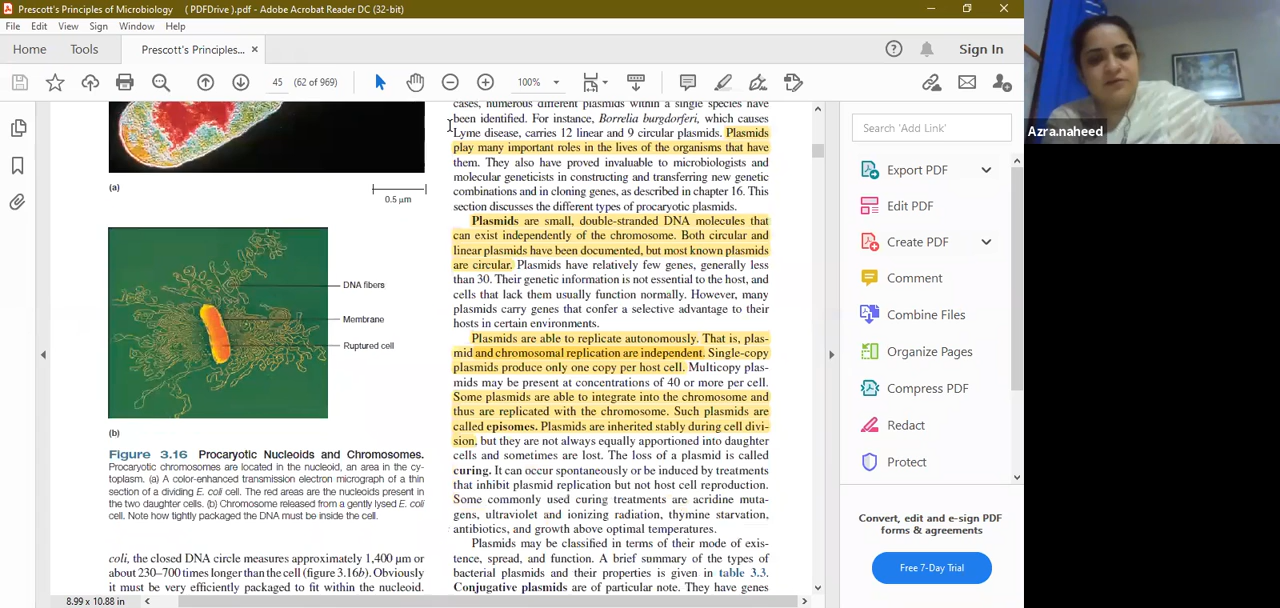 Prescott's Principles of Microbiology ( PDFDrive ).pdf - Adobe Acrobat Reader DC (32-bit)
File Edit View Sign Window Help
Home Tools Prescott's Principles... × Sign In
45 (62 of 969) 100%
(a)
0.5 µm
DNA fibers
Membrane
Ruptured cell
(b)
Figure 3.16 Procaryotic Nucleoids and Chromosomes.
Procaryotic chromosomes are located in the nucleoid, an area in the cy-
toplasm. (a) A color-enhanced transmission electron micrograph of a thin
section of a dividing E. coli cell. The red areas are the nucleoids present in
the two daughter cells. (b) Chromosome released from a gently lysed E. coli
cell. Note how tightly packaged the DNA must be inside the cell.
coli, the closed DNA circle measures approximately 1,400 µm or
about 230–700 times longer than the cell (figure 3.16b). Obviously
it must be very efficiently packaged to fit within the nucleoid.
cases, numerous different plasmids within a single species have
been identified. For instance, Borrelia burgdorferi, which causes
Lyme disease, carries 12 linear and 9 circular plasmids. Plasmids
play many important roles in the lives of the organisms that have
them. They also have proved invaluable to microbiologists and
molecular geneticists in constructing and transferring new genetic
combinations and in cloning genes, as described in chapter 16. This
section discusses the different types of procaryotic plasmids.
Plasmids are small, double-stranded DNA molecules that
can exist independently of the chromosome. Both circular and
linear plasmids have been documented, but most known plasmids
are circular. Plasmids have relatively few genes, generally less
than 30. Their genetic information is not essential to the host, and
cells that lack them usually function normally. However, many
plasmids carry genes that confer a selective advantage to their
hosts in certain environments.
Plasmids are able to replicate autonomously. That is, plas-
mid and chromosomal replication are independent. Single-copy
plasmids produce only one copy per host cell. Multicopy plas-
mids may be present at concentrations of 40 or more per cell.
Some plasmids are able to integrate into the chromosome and
thus are replicated with the chromosome. Such plasmids are
called episomes. Plasmids are inherited stably during cell divi-
sion, but they are not always equally apportioned into daughter
cells and sometimes are lost. The loss of a plasmid is called
curing. It can occur spontaneously or be induced by treatments
that inhibit plasmid replication but not host cell reproduction.
Some commonly used curing treatments are acridine muta-
gens, ultraviolet and ionizing radiation, thymine starvation,
antibiotics, and growth above optimal temperatures.
Plasmids may be classified in terms of their mode of exis-
tence, spread, and function. A brief summary of the types of
bacterial plasmids and their properties is given in table 3.3.
Conjugative plasmids are of particular note. They have genes
8.99 x 10.88 in
Search 'Add Link'
Export PDF
Edit PDF
Create PDF
Comment
Combine Files
Organize Pages
Compress PDF
Redact
Protect
Convert, edit and e-sign PDF
forms & agreements
Free 7-Day Trial
Azra.naheed